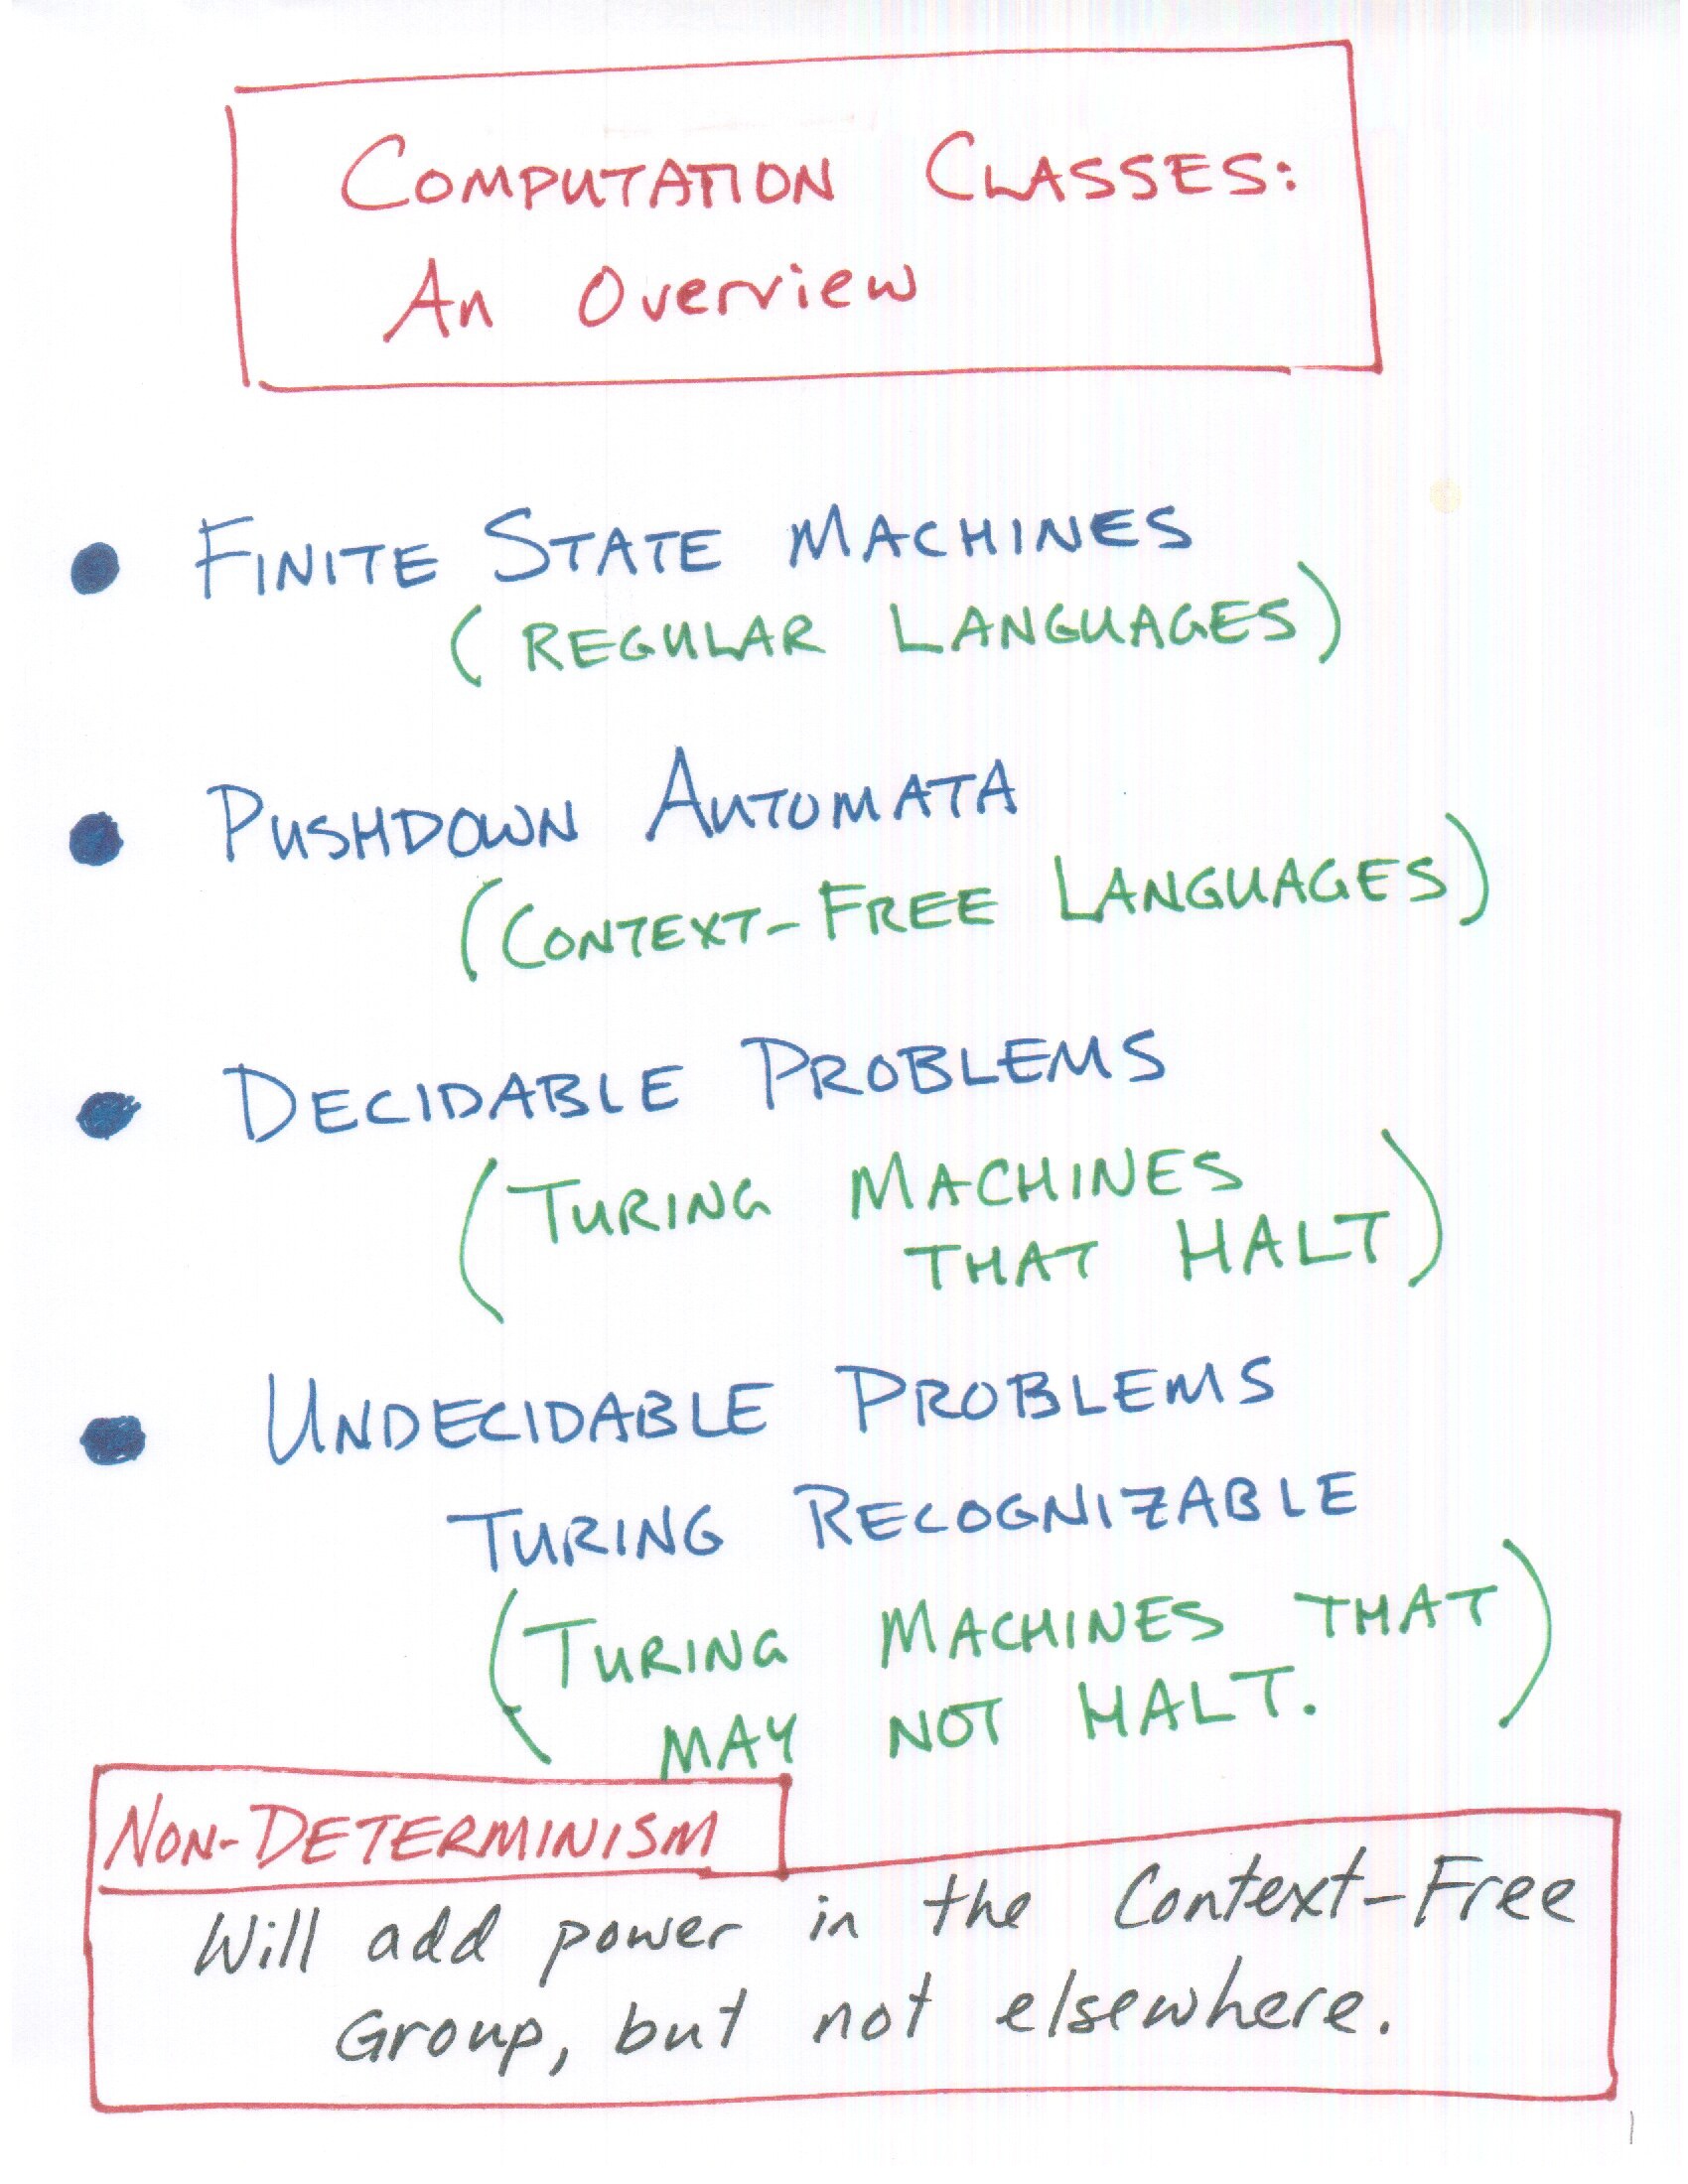 COMPUTATION CLASSES:
An Overview
• FINITE STATE MACHINES
(REGULAR LANGUAGES)
• PUSHDOWN AUTOMATA
(CONTEXT-FREE LANGUAGES)
• DECIDABLE PROBLEMS
(TURING MACHINES
THAT HALT)
• UNDECIDABLE PROBLEMS
TURING RECOGNIZABLE
(TURING MACHINES THAT
MAY NOT HALT.)
NON-DETERMINISM
Will add power in the Context-Free
Group, but not elsewhere.
1